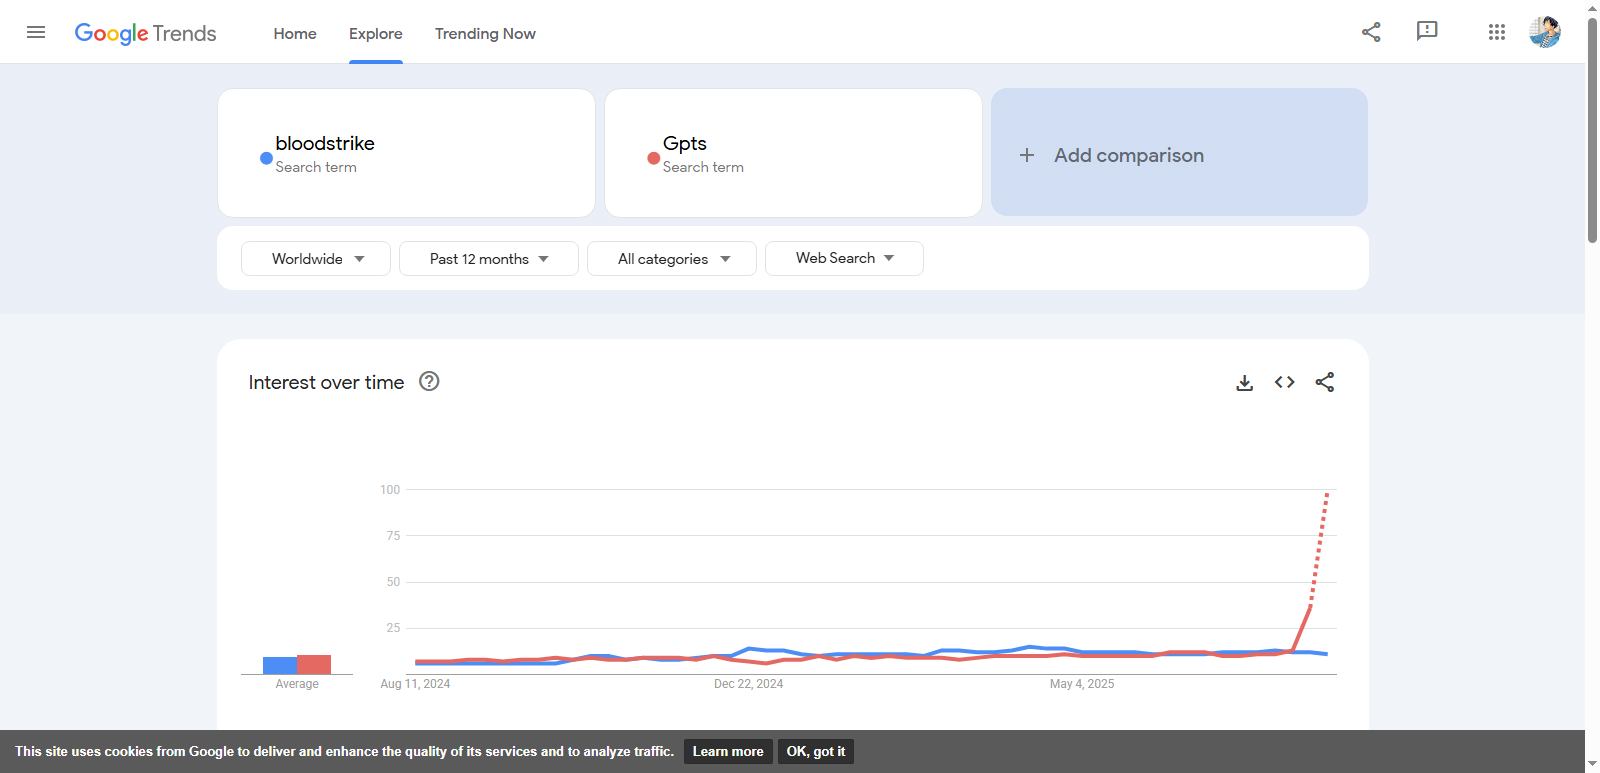 Google Trends
Home
Explore
Trending Now
bloodstrike
Search term
Gpts
Search term
+ Add comparison
Worldwide
Past 12 months
All categories
Web Search
Interest over time
100
75
50
25
Average
Aug 11, 2024
Dec 22, 2024
May 4, 2025
This site uses cookies from Google to deliver and enhance the quality of its services and to analyze traffic.
Learn more
OK, got it